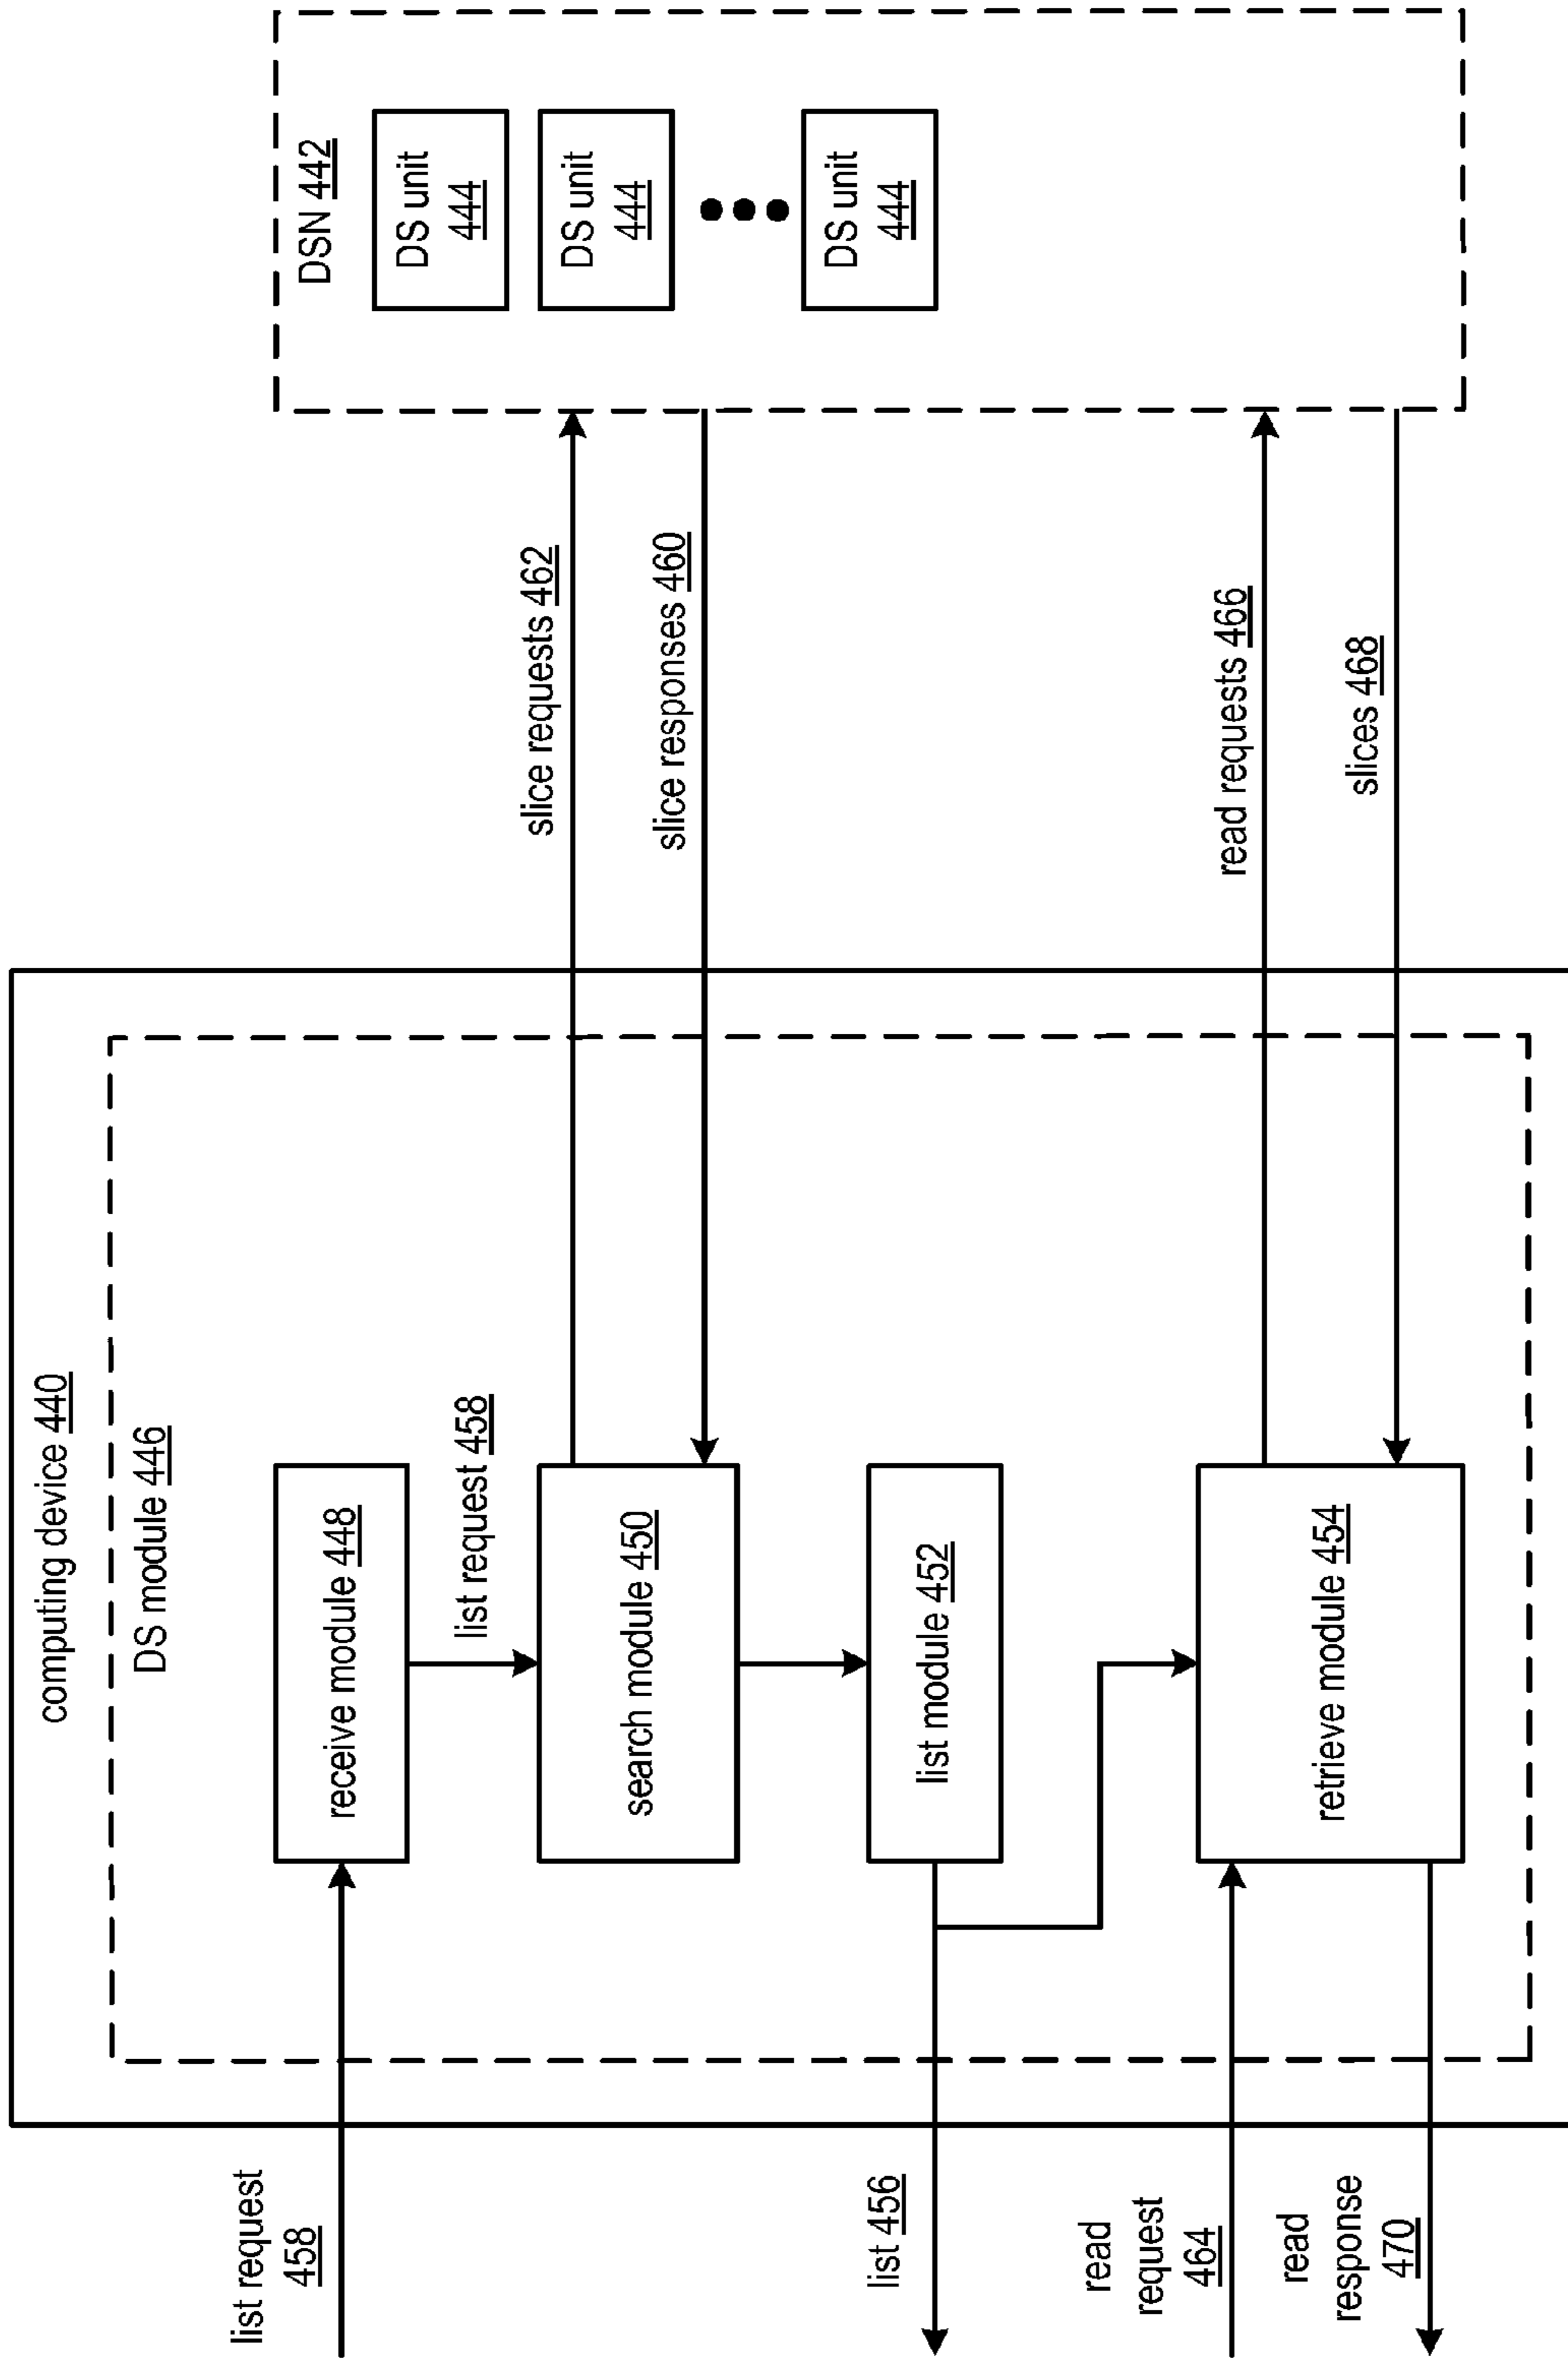 computing device 440
DS module 446
list request
458
receive module 448
list request 458
search module 450
list module 452
list 456
retrieve module 454
read
request
464
read
response
470
slice requests 462
slice responses 460
read requests 466
slices 468
DSN 442
DS unit
444
DS unit
444
DS unit
444